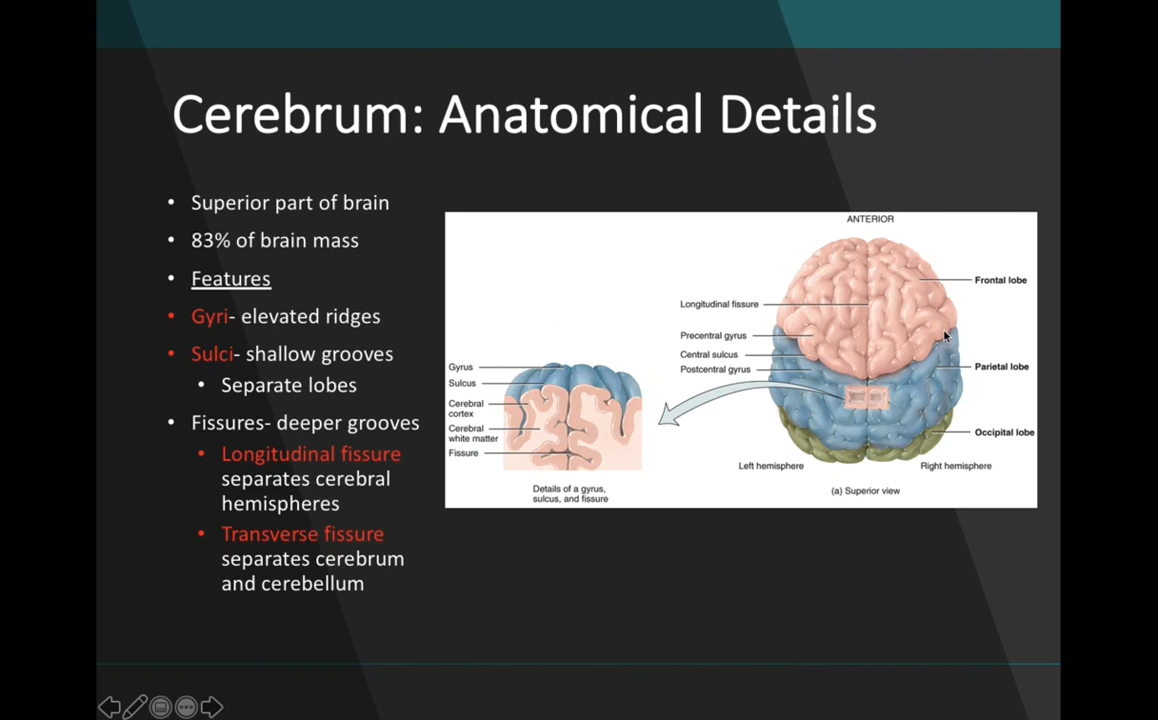 Cerebrum: Anatomical Details
• Superior part of brain
• 83% of brain mass
• Features
• Gyri- elevated ridges
• Sulci- shallow grooves
• Separate lobes
• Fissures- deeper grooves
• Longitudinal fissure
separates cerebral
hemispheres
• Transverse fissure
separates cerebrum
and cerebellum
Gyrus
Sulcus
Cerebral
cortex
Cerebral
white matter
Fissure
Details of a gyrus,
sulcus, and fissure
ANTERIOR
Longitudinal fissure
Precentral gyrus
Central sulcus
Postcentral gyrus
Frontal lobe
Parietal lobe
Occipital lobe
Left hemisphere
Right hemisphere
(a) Superior view